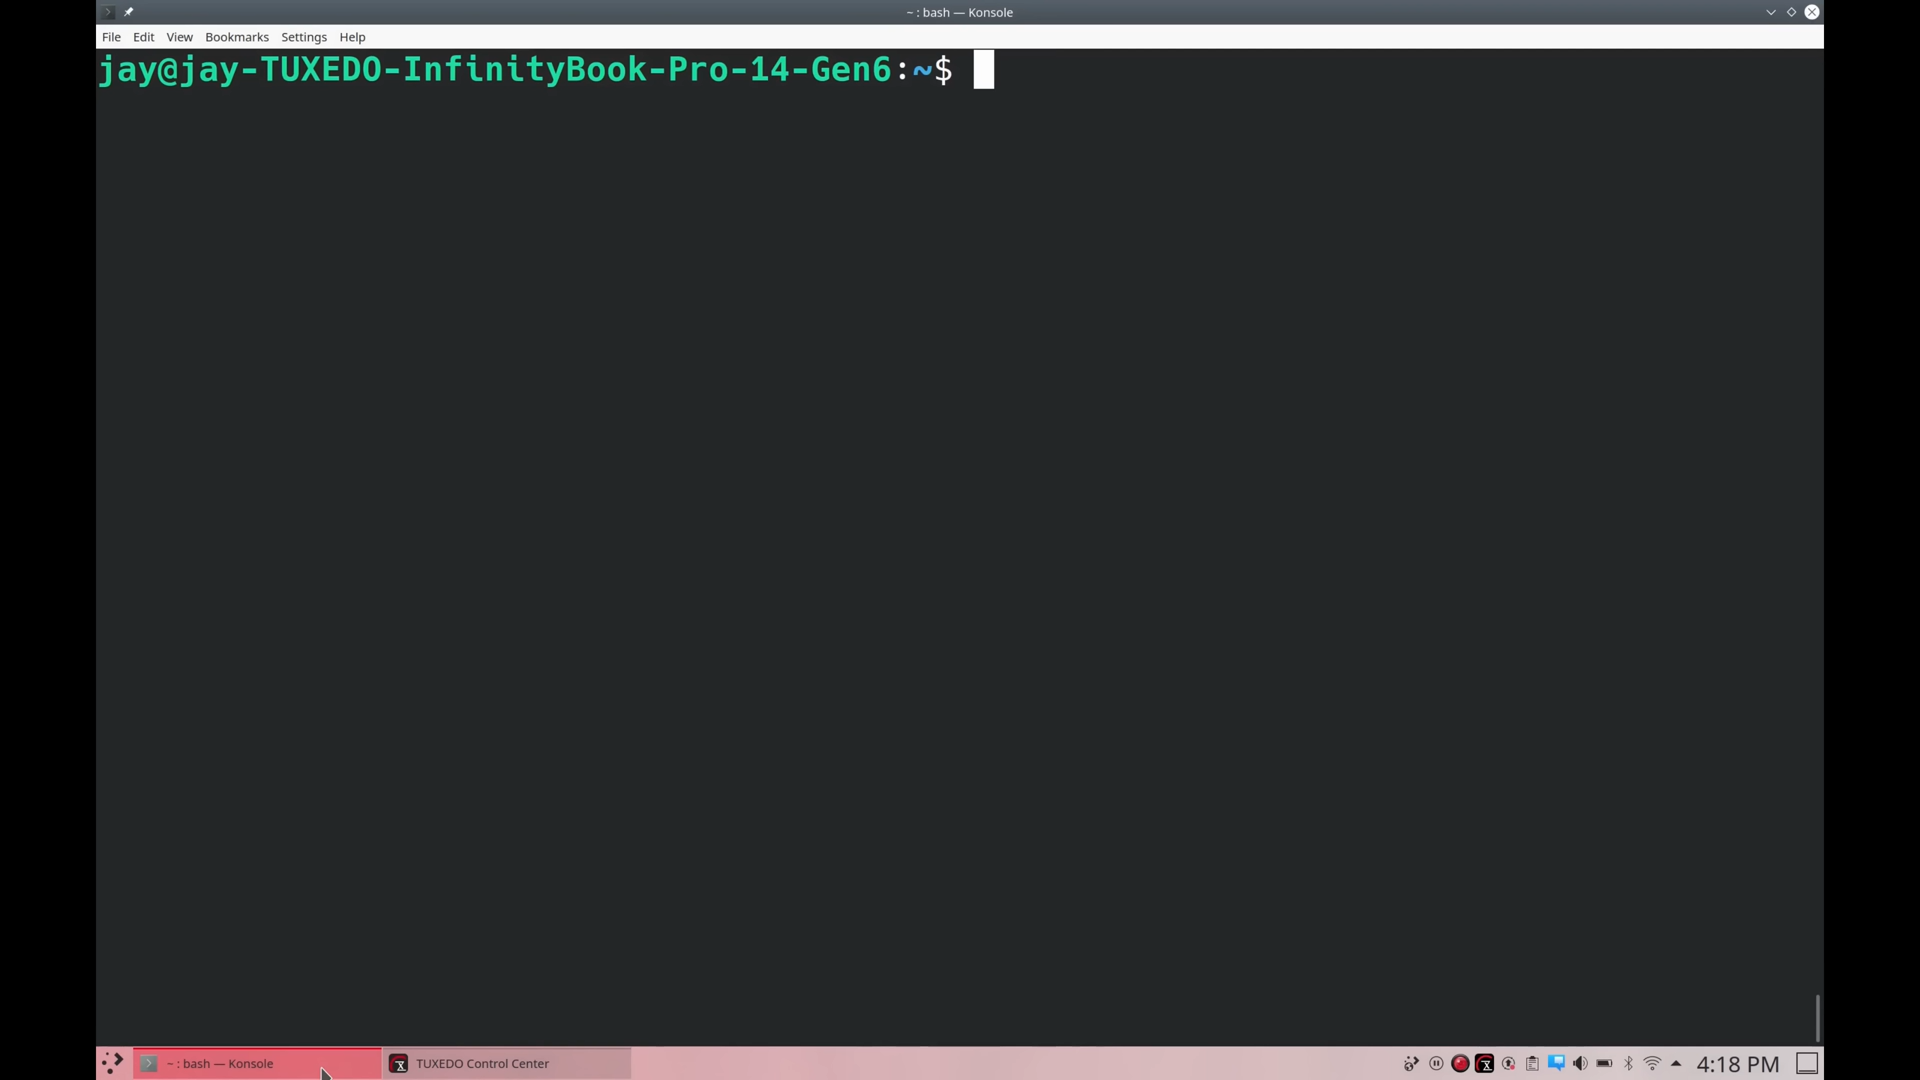 ~ : bash — Konsole
File Edit View Bookmarks Settings Help
jay@jay-TUXEDO-InfinityBook-Pro-14-Gen6:~$
~ : bash — Konsole
TUXEDO Control Center
4:18 PM